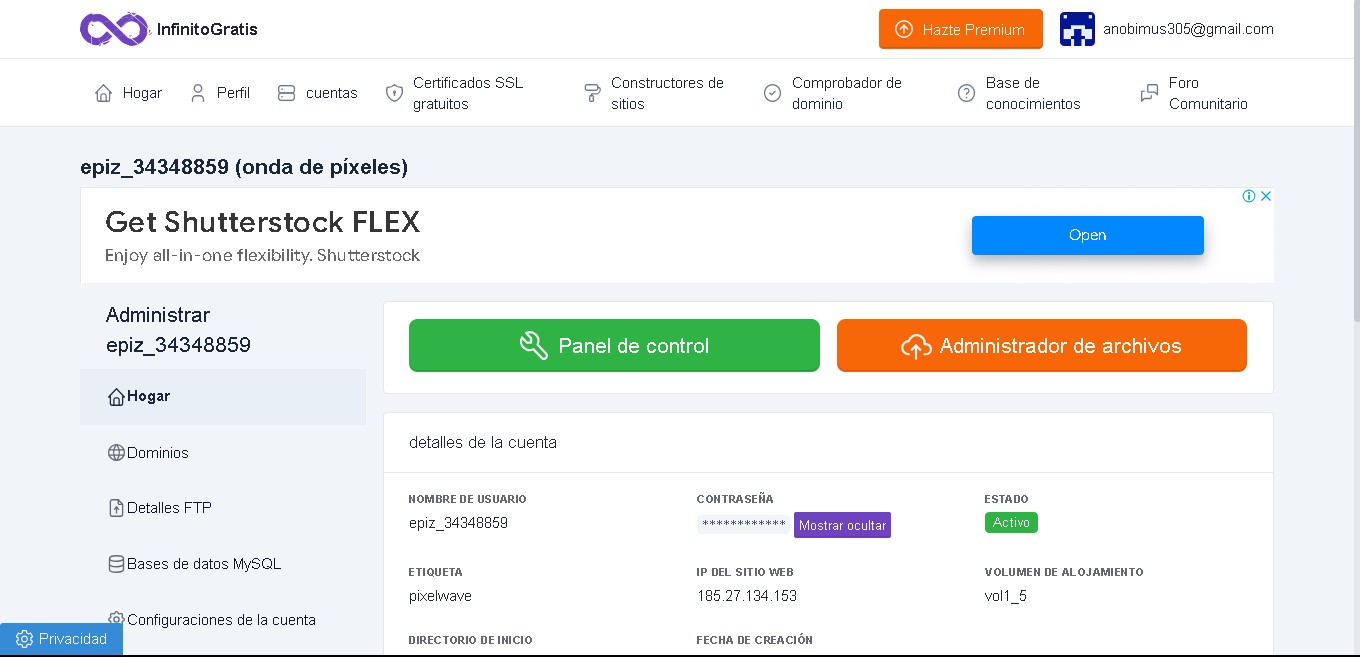 InfinitoGratis
Hazte Premium
anobimus305@gmail.com
Hogar
Perfil
cuentas
Certificados SSL
gratuitos
Constructores de
sitios
Comprobador de
dominio
Base de
conocimientos
Foro
Comunitario
epiz_34348859 (onda de píxeles)
Get Shutterstock FLEX
Enjoy all-in-one flexibility. Shutterstock
Open
Administrar
epiz_34348859
Hogar
Dominios
Detalles FTP
Bases de datos MySQL
Configuraciones de la cuenta
Privacidad
Panel de control
Administrador de archivos
detalles de la cuenta
NOMBRE DE USUARIO
epiz_34348859
CONTRASEÑA
************ Mostrar ocultar
ESTADO
Activo
ETIQUETA
pixelwave
IP DEL SITIO WEB
185.27.134.153
VOLUMEN DE ALOJAMIENTO
vol1_5
DIRECTORIO DE INICIO
FECHA DE CREACIÓN